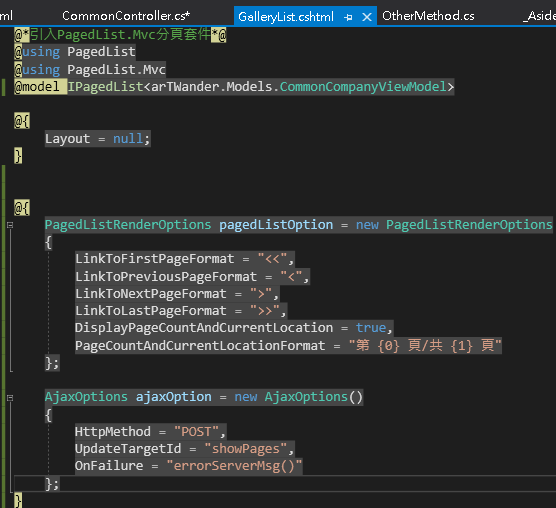 ml CommonController.cs* GalleryList.cshtml OtherMethod.cs _Aside
@*引入PagedList.Mvc分頁套件*@
@using PagedList
@using PagedList.Mvc
@model IPagedList<arTWander.Models.CommonCompanyViewModel>
@{
Layout = null;
}
@{
PagedListRenderOptions pagedListOption = new PagedListRenderOptions
{
LinkToFirstPageFormat = "<<",
LinkToPreviousPageFormat = "<",
LinkToNextPageFormat = ">",
LinkToLastPageFormat = ">>",
DisplayPageCountAndCurrentLocation = true,
PageCountAndCurrentLocationFormat = "第 {0} 頁/共 {1} 頁"
};
AjaxOptions ajaxOption = new AjaxOptions()
{
HttpMethod = "POST",
UpdateTargetId = "showPages",
OnFailure = "errorServerMsg()"
};
}